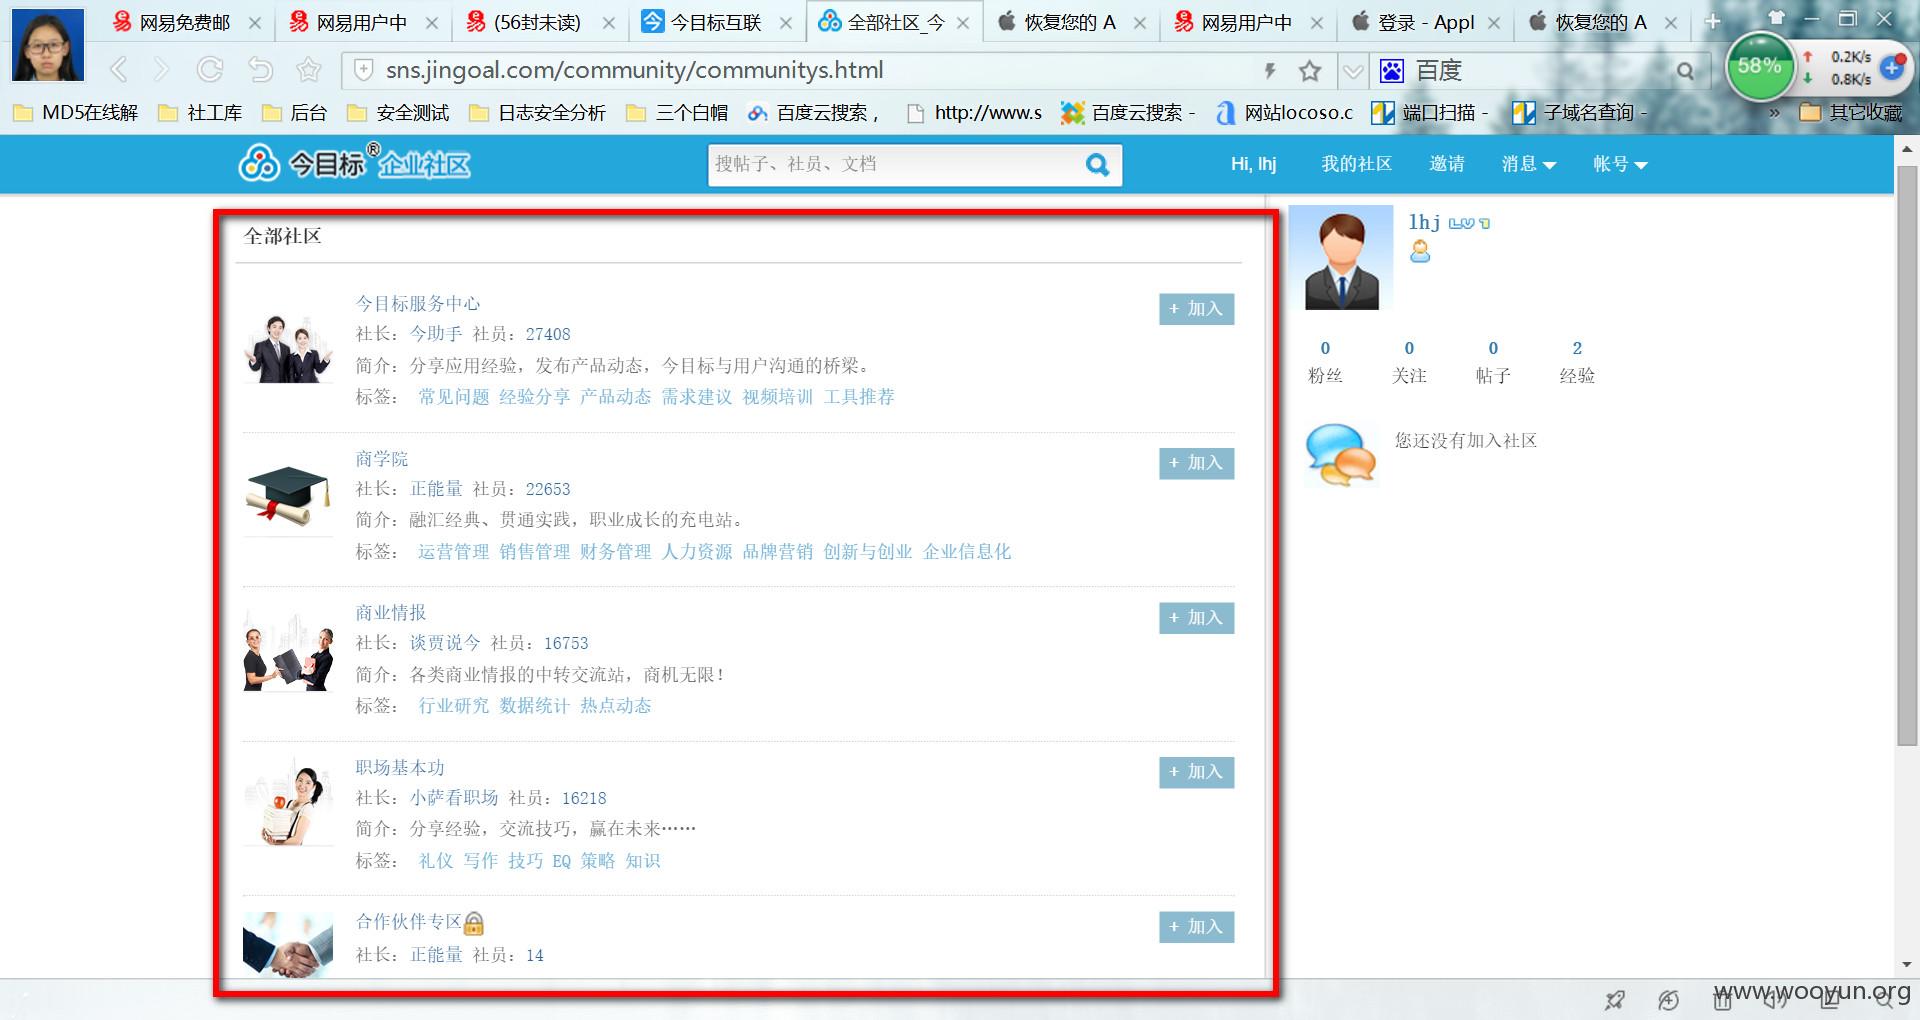 网易免费邮
网易用户中
(56封未读)
今目标互联
全部社区_今
恢复您的 A
网易用户中
登录 - Appl
恢复您的 A
sns.jingoal.com/community/communitys.html
百度
58%
0.2K/s
0.8K/s
MD5在线解
社工库
后台
安全测试
日志安全分析
三个白帽
百度云搜索，
http://www.s
百度云搜索 -
网站locoso.c
端口扫描 -
子域名查询 -
»
其它收藏
今目标®企业社区
搜帖子、社员、文档
Hi, lhj
我的社区
邀请
消息
帐号
全部社区
今目标服务中心
+ 加入
社长：今助手 社员：27408
简介：分享应用经验，发布产品动态，今目标与用户沟通的桥梁。
标签： 常见问题 经验分享 产品动态 需求建议 视频培训 工具推荐
商学院
+ 加入
社长：正能量 社员：22653
简介：融汇经典、贯通实践，职业成长的充电站。
标签： 运营管理 销售管理 财务管理 人力资源 品牌营销 创新与创业 企业信息化
商业情报
+ 加入
社长：谈贾说今 社员：16753
简介：各类商业情报的中转交流站，商机无限！
标签： 行业研究 数据统计 热点动态
职场基本功
+ 加入
社长：小萨看职场 社员：16218
简介：分享经验，交流技巧，赢在未来……
标签： 礼仪 写作 技巧 EQ 策略 知识
合作伙伴专区
+ 加入
社长：正能量 社员：14
lhj LV 1
0
0
0
2
粉丝
关注
帖子
经验
您还没有加入社区
www.wooyun.org